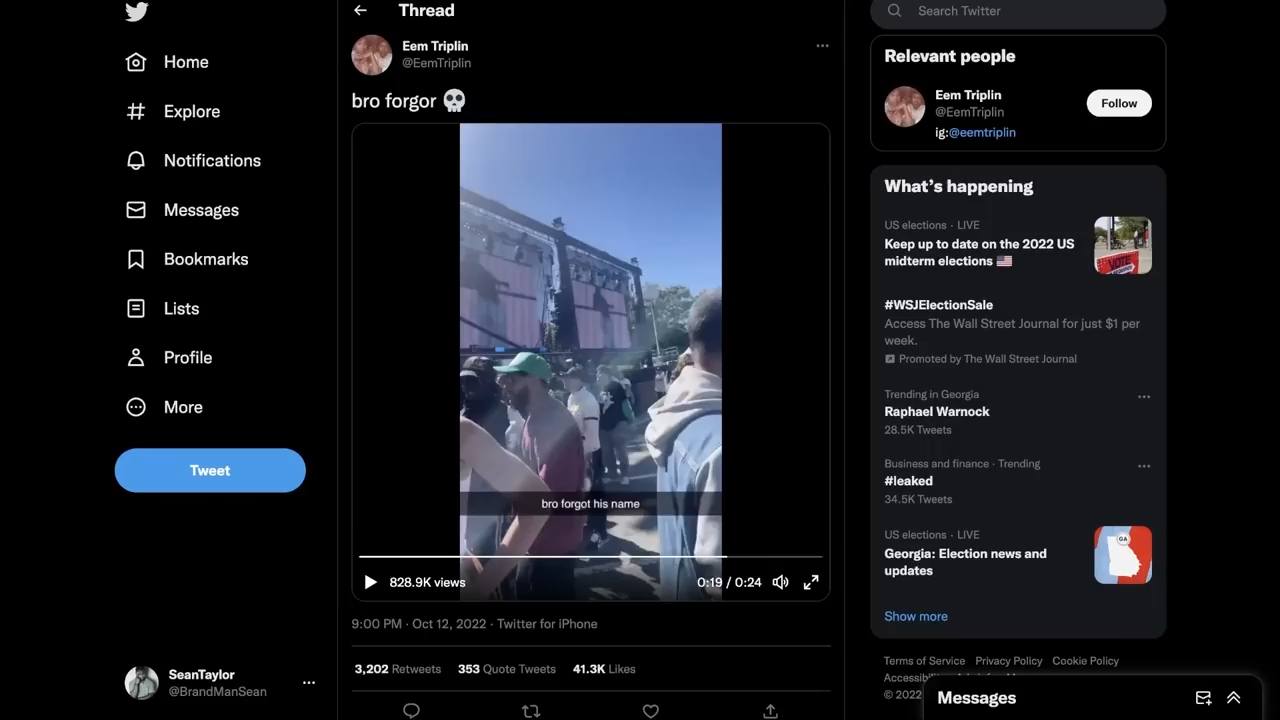 Home
Explore
Notifications
Messages
Bookmarks
Lists
Profile
More
Tweet
SeanTaylor
@BrandManSean
Thread
Eem Triplin
@EemTriplin
bro forgor 💀
bro forgot his name
828.9K views
0:19 / 0:24
9:00 PM · Oct 12, 2022 · Twitter for iPhone
3,202 Retweets 353 Quote Tweets 41.3K Likes
Search Twitter
Relevant people
Eem Triplin
@EemTriplin
Follow
ig:@eemtriplin
What's happening
US elections · LIVE
Keep up to date on the 2022 US
midterm elections 🇺🇸
VOTE
#WSJElectionSale
Access The Wall Street Journal for just $1 per
week.
Promoted by The Wall Street Journal
Trending in Georgia
Raphael Warnock
28.5K Tweets
Business and finance · Trending
#leaked
34.5K Tweets
US elections · LIVE
Georgia: Election news and
updates
GA
Show more
Terms of Service Privacy Policy Cookie Policy
© 2022
Messages